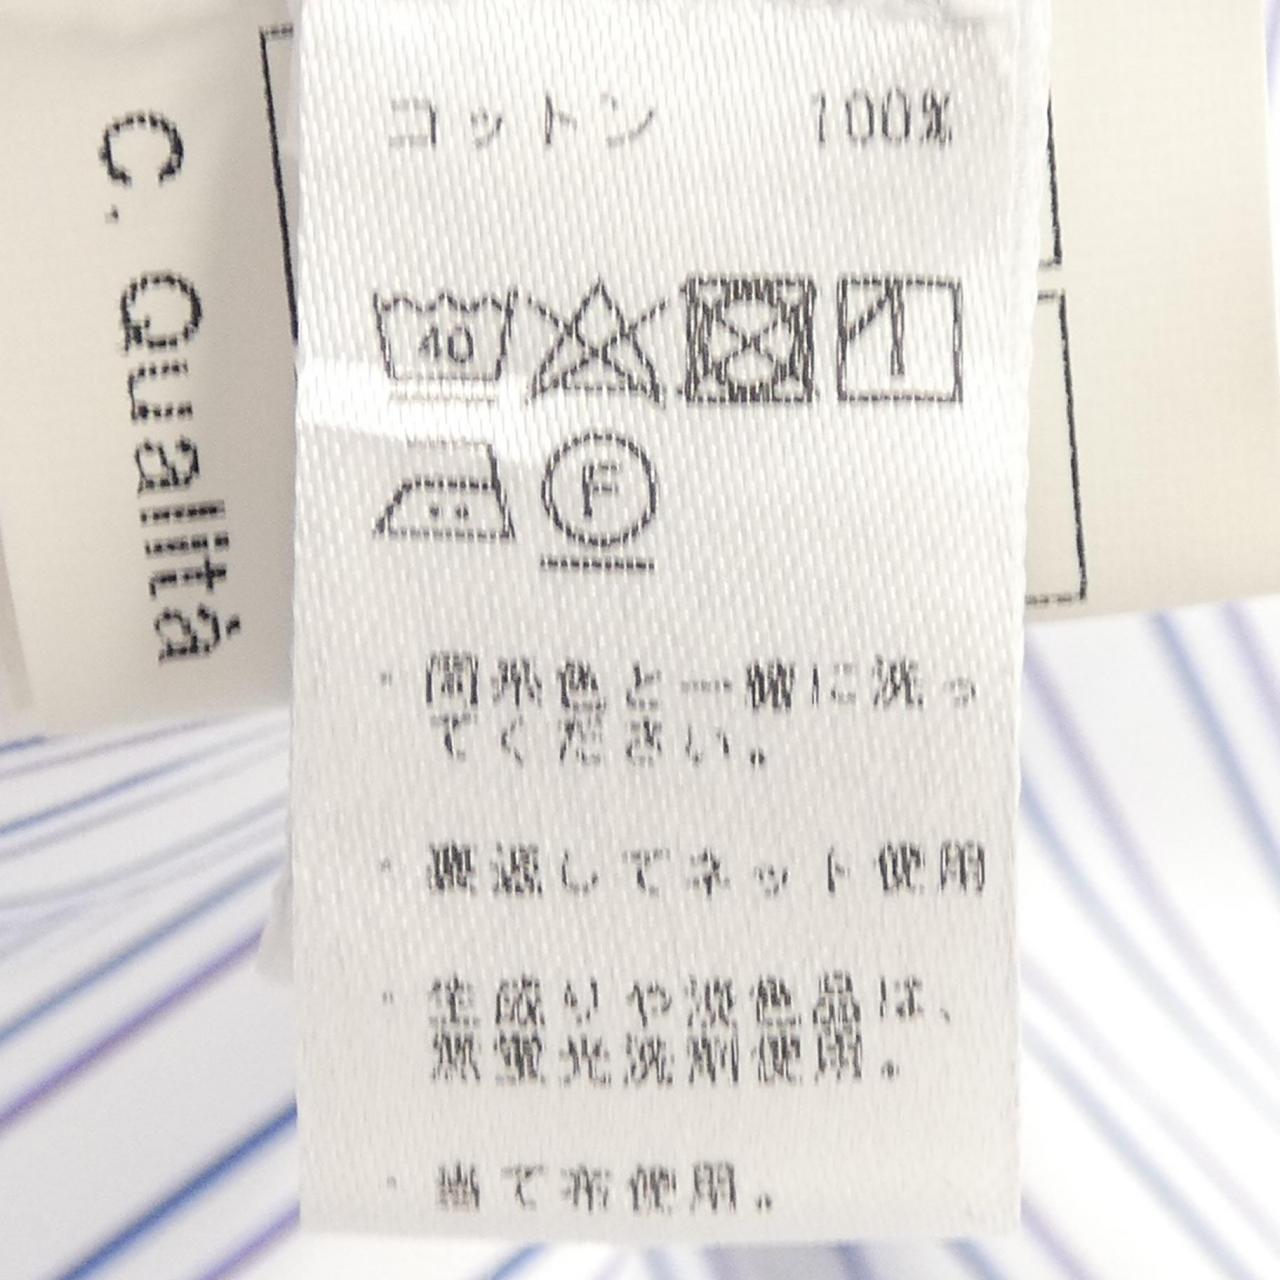 C. Qualità
コットン 100%
40
F
・同系色と一緒に洗っ
てください。
・裏返してネット使用
・生成りや淡色品は、
無蛍光洗剤使用。
・当て布使用。